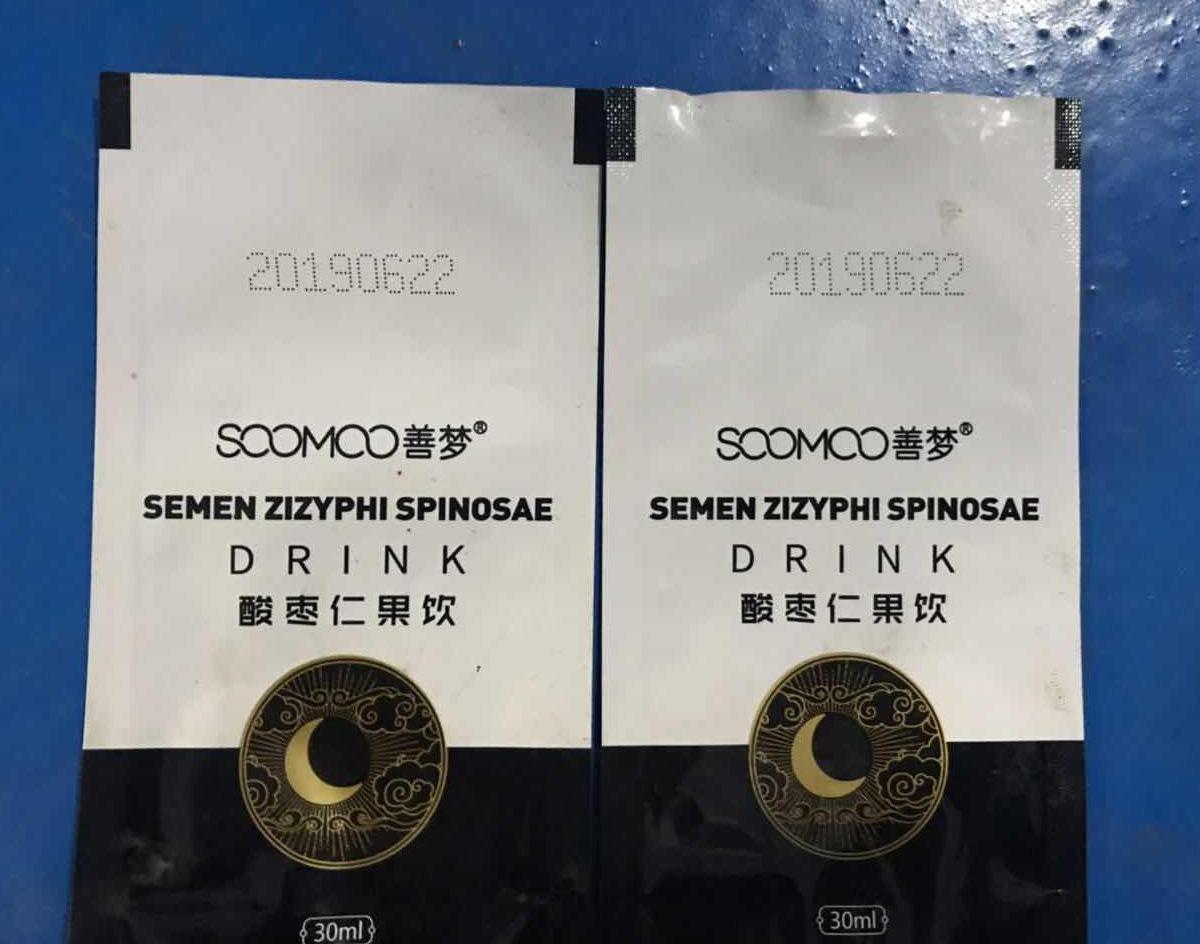 20190622
SOOMOO善梦®
SEMEN ZIZYPHI SPINOSAE
DRINK
酸枣仁果饮
30ml
20190622
SOOMOO善梦®
SEMEN ZIZYPHI SPINOSAE
DRINK
酸枣仁果饮
30ml